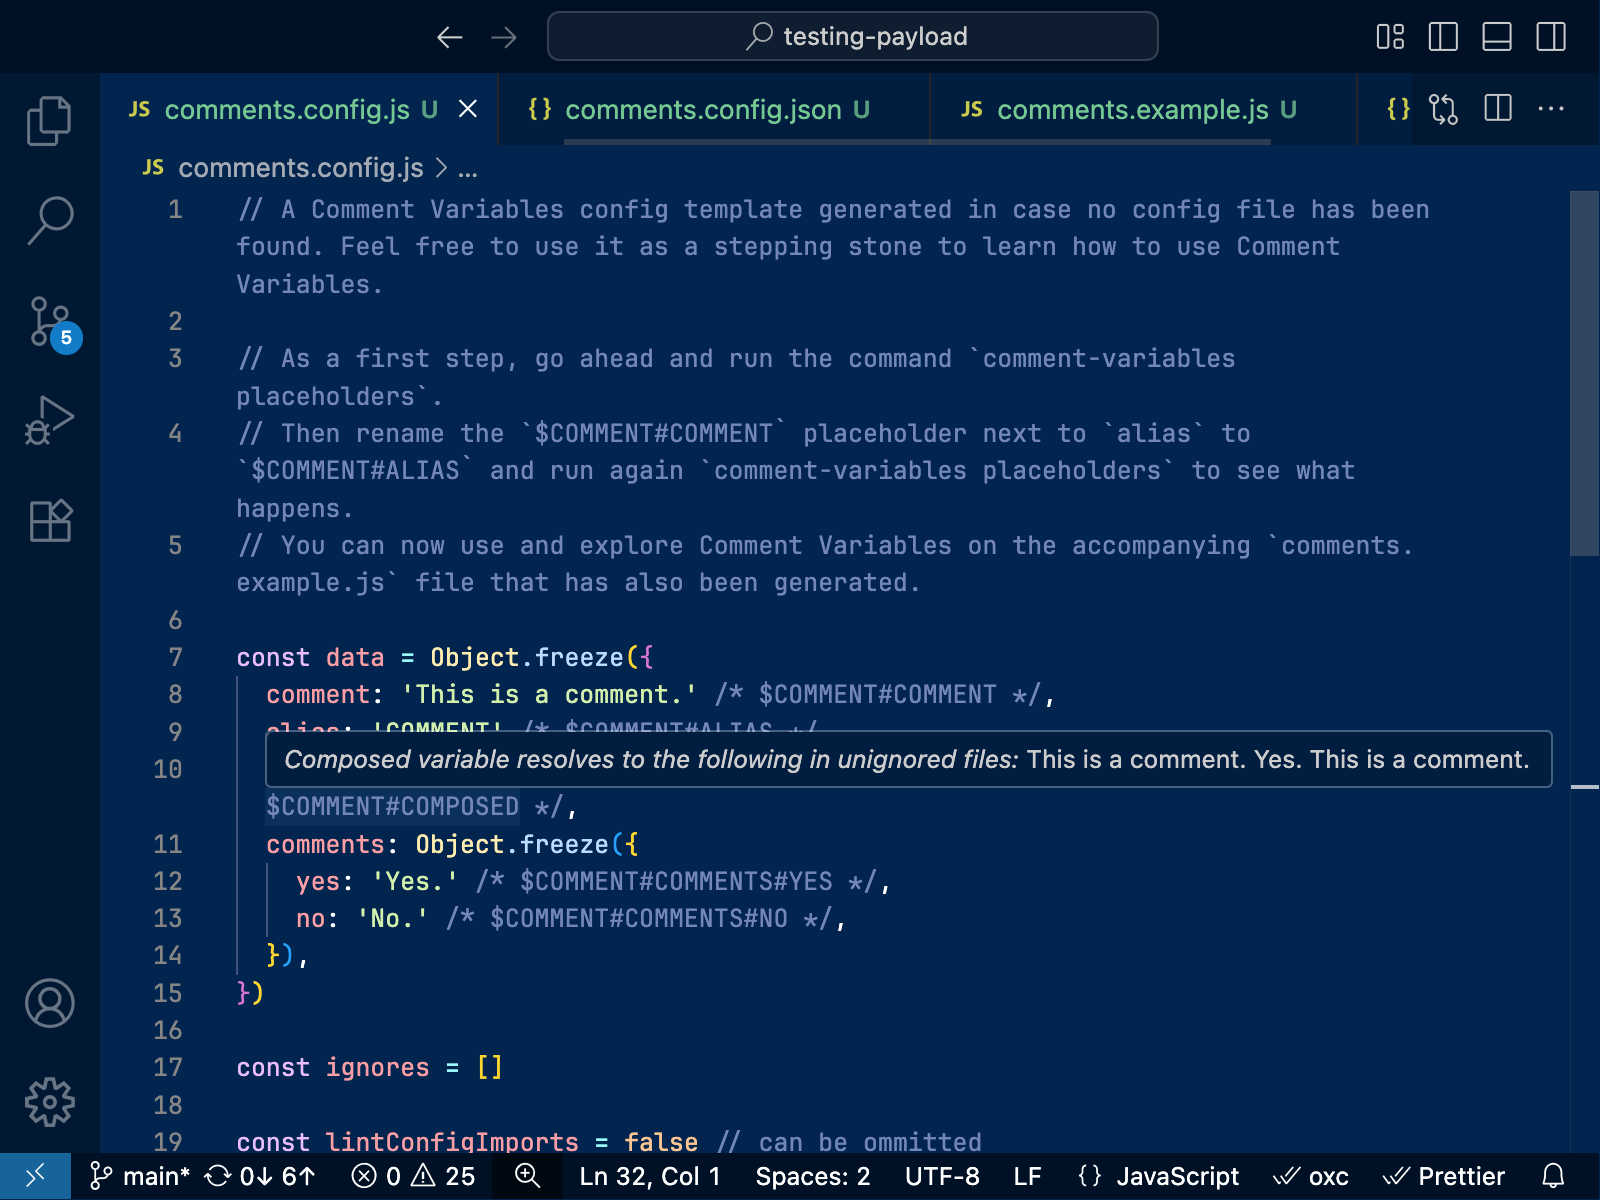 testing-payload
JS comments.config.js U
{} comments.config.json U
JS comments.example.js U
{}
JS comments.config.js > ...
1 // A Comment Variables config template generated in case no config file has been
found. Feel free to use it as a stepping stone to learn how to use Comment
Variables.
2
3 // As a first step, go ahead and run the command `comment-variables
placeholders`.
4 // Then rename the `$COMMENT#COMMENT` placeholder next to `alias` to
`$COMMENT#ALIAS` and run again `comment-variables placeholders` to see what
happens.
5 // You can now use and explore Comment Variables on the accompanying `comments.
example.js` file that has also been generated.
6
7 const data = Object.freeze({
8 comment: 'This is a comment.' /* $COMMENT#COMMENT */,
9 alias: 'COMMENT' /* $COMMENT#ALIAS */
Composed variable resolves to the following in unignored files: This is a comment. Yes. This is a comment.
10
$COMMENT#COMPOSED */,
11 comments: Object.freeze({
12 yes: 'Yes.' /* $COMMENT#COMMENTS#YES */,
13 no: 'No.' /* $COMMENT#COMMENTS#NO */,
14 }),
15 })
16
17 const ignores = []
18
19 const lintConfigImports = false // can be ommitted
5
main* 0↓ 6↑ 0 25 Ln 32, Col 1 Spaces: 2 UTF-8 LF {} JavaScript oxc Prettier